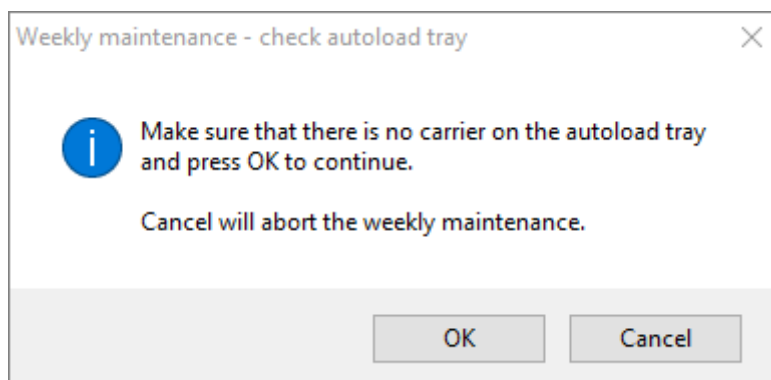 Weekly maintenance - check autoload tray
Make sure that there is no carrier on the autoload tray
and press OK to continue.
Cancel will abort the weekly maintenance.
OK
Cancel